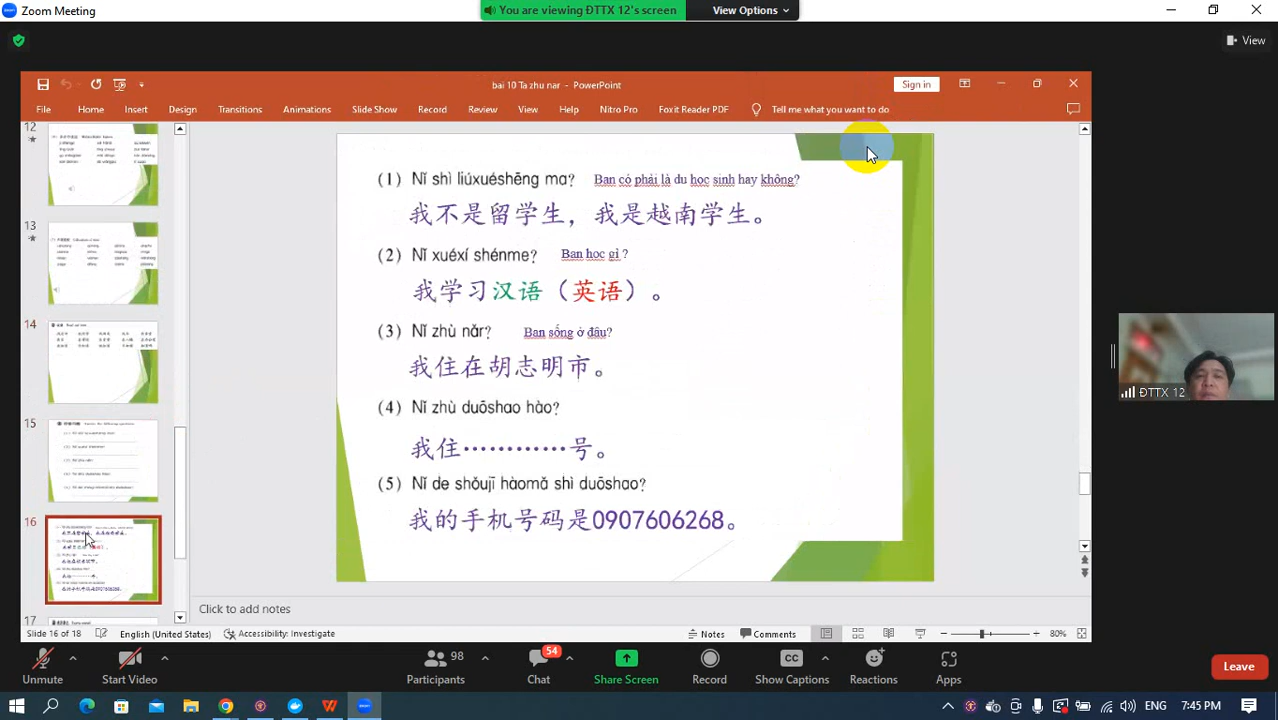 Zoom Meeting
You are viewing ĐTTX 12's screen
View Options
View
bai 10 Ta zhu nar - PowerPoint
Sign in
File Home Insert Design Transitions Animations Slide Show Record Review View Help Nitro Pro Foxit Reader PDF Tell me what you want to do
12
13
14
15
16
17
(1) Nǐ shì liúxuéshēng ma? Bạn có phải là du học sinh hay không?
我不是留学生，我是越南学生。
(2) Nǐ xuéxí shénme? Bạn học gì ?
我学习汉语（英语）。
(3) Nǐ zhù nǎr? Bạn sống ở đâu?
我住在胡志明市。
(4) Nǐ zhù duōshao hào?
我住…………号。
(5) Nǐ de shǒujī hàomǎ shì duōshao?
我的手机号码是0907606268。
ĐTTX 12
Click to add notes
Slide 16 of 18 English (United States) Accessibility: Investigate Notes Comments 80%
98 54 CC
Unmute Start Video Participants Chat Share Screen Record Show Captions Reactions Apps Leave
ENG 7:45 PM